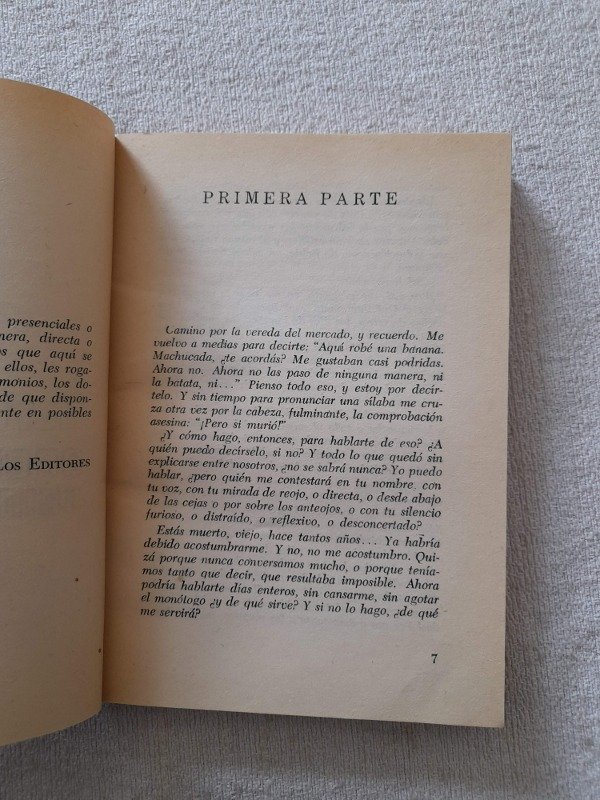 presenciales o
nera, directa o
os que aquí se
ellos, les roga-
monios, los do-
de que dispon-
nte en posibles
Los Editores
PRIMERA PARTE
Camino por la vereda del mercado, y recuerdo. Me
vuelvo a medias para decirte: "Aquí robé una banana.
Machucada, ¿te acordás? Me gustaban casi podridas.
Ahora no. Ahora no las paso de ninguna manera, ni
la batata, ni..." Pienso todo eso, y estoy por decír-
telo. Y sin tiempo para pronunciar una sílaba me cru-
za otra vez por la cabeza, fulminante, la comprobación
asesina: "¡Pero si murió!"
¿Y cómo hago, entonces, para hablarte de eso? ¿A
quién puedo decírselo, si no? Y todo lo que quedó sin
explicarse entre nosotros, ¿no se sabrá nunca? Yo puedo
hablar, ¿pero quién me contestará en tu nombre, con
tu voz, con tu mirada de reojo, o directa, o desde abajo
de las cejas o por sobre los anteojos, o con tu silencio
furioso, o distraído, o reflexivo, o desconcertado?
Estás muerto, viejo, hace tantos años... Ya habría
debido acostumbrarme. Y no, no me acostumbro. Qui-
zá porque nunca conversamos mucho, o porque tenía-
mos tanto que decir, que resultaba imposible. Ahora
podría hablarte días enteros, sin cansarme, sin agotar
el monólogo ¿y de qué sirve? Y si no lo hago, ¿de qué
me servirá?
7